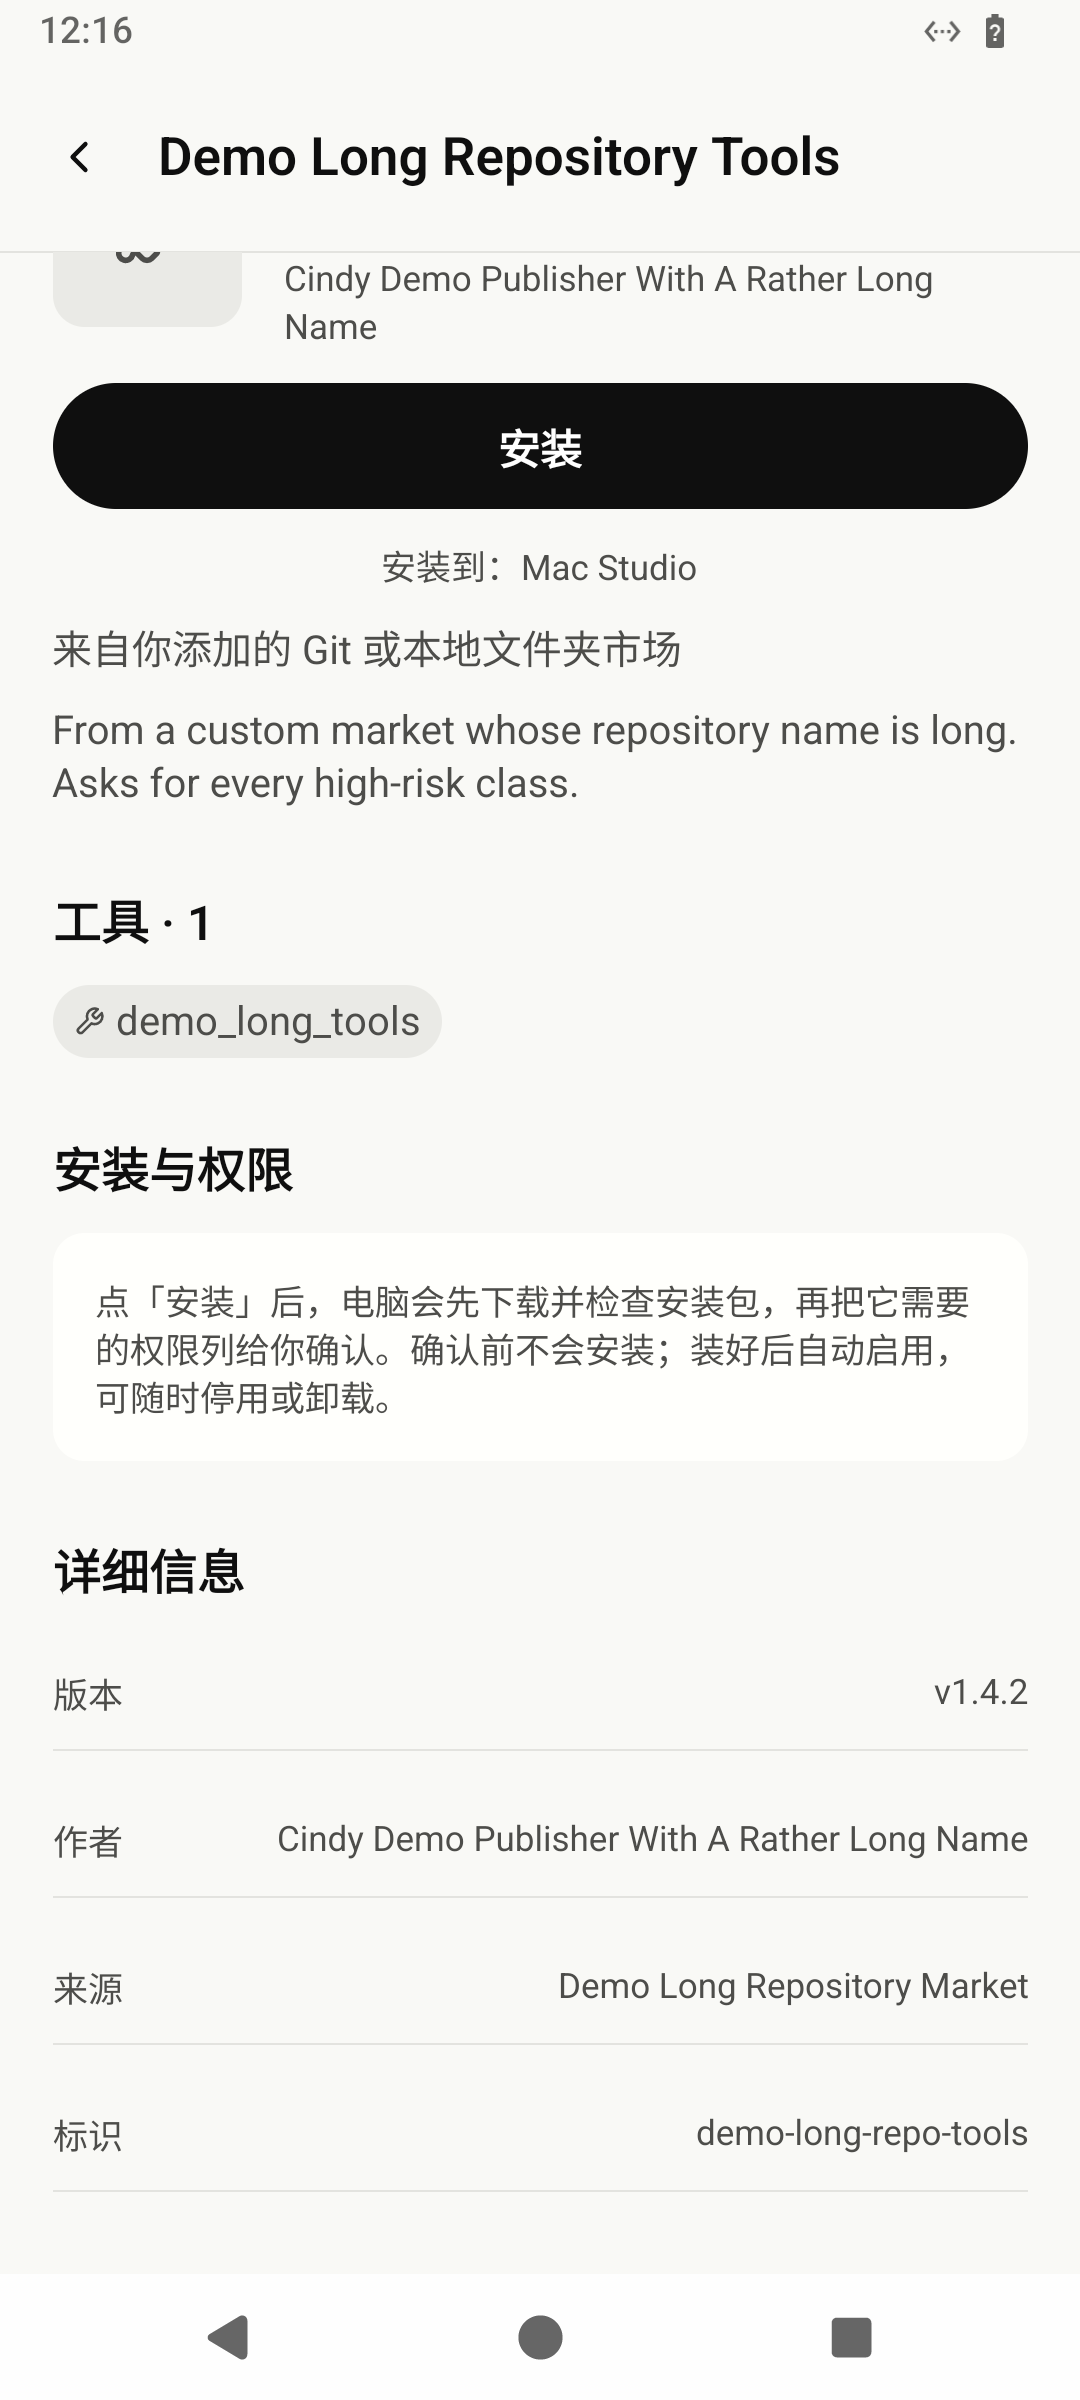 12:16
Demo Long Repository Tools
Cindy Demo Publisher With A Rather Long
Name
安装
安装到：Mac Studio
来自你添加的 Git 或本地文件夹市场
From a custom market whose repository name is long.
Asks for every high-risk class.
工具 · 1
demo_long_tools
安装与权限
点「安装」后，电脑会先下载并检查安装包，再把它需要
的权限列给你确认。确认前不会安装；装好后自动启用，
可随时停用或卸载。
详细信息
版本 v1.4.2
作者 Cindy Demo Publisher With A Rather Long Name
来源 Demo Long Repository Market
标识 demo-long-repo-tools